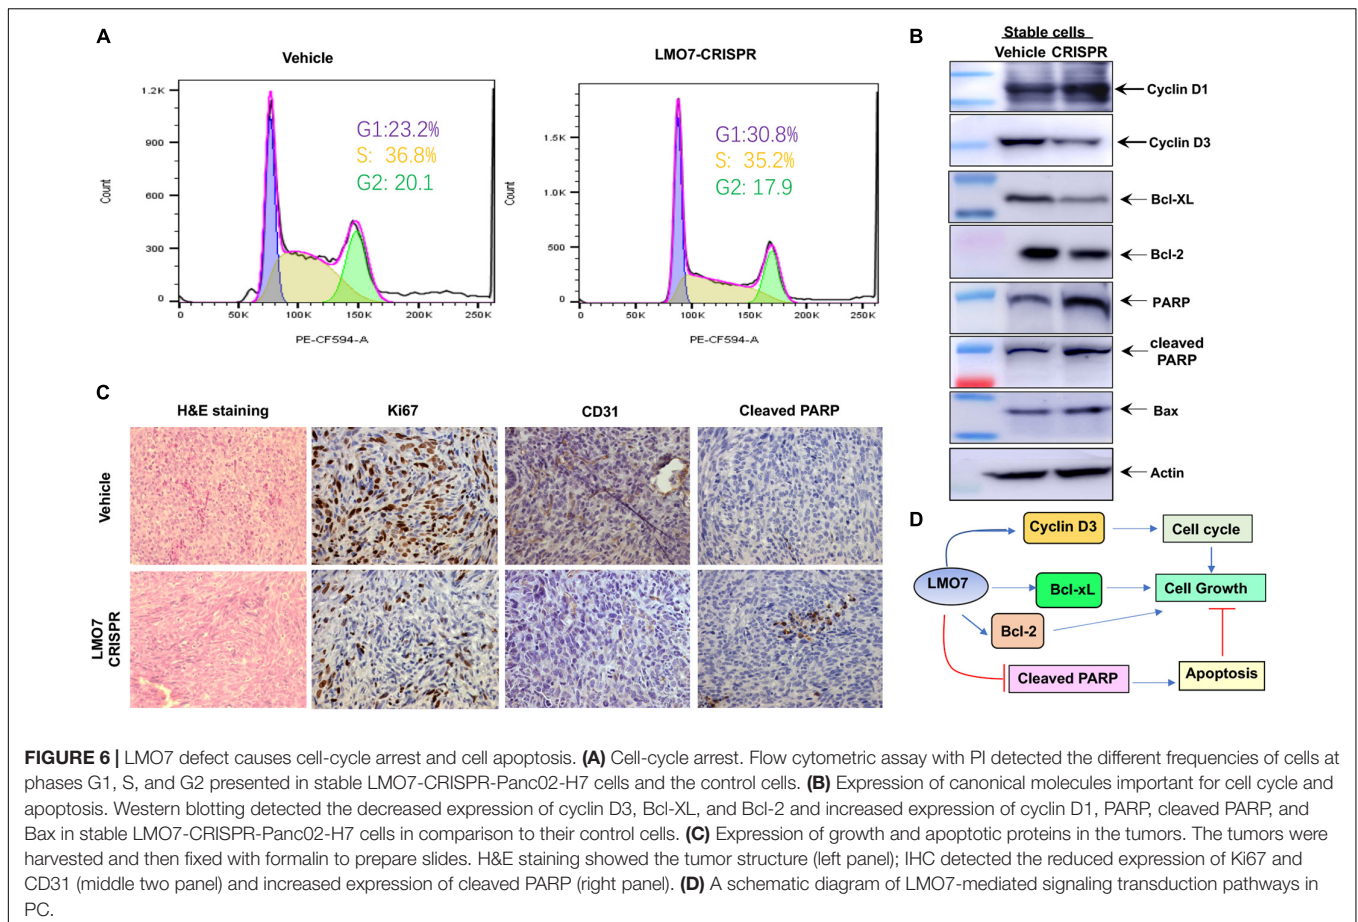 A
Vehicle
1.2K
900
600
300
0
Count
G1:23.2%
S: 36.8%
G2: 20.1
0
50K
100K
150K
200K
250K
PE-CF594-A
LMO7-CRISPR
1.5K
1.0K
500
0
Count
G1:30.8%
S: 35.2%
G2: 17.9
0
50K
100K
150K
200K
250K
PE-CF594-A
B
Stable cells
Vehicle CRISPR
Cyclin D1
Cyclin D3
Bcl-XL
Bcl-2
PARP
cleaved
PARP
Bax
Actin
C
H&E staining
Ki67
CD31
Cleaved PARP
Vehicle
LMO7
CRISPR
D
Cyclin D3
Cell cycle
LMO7
Bcl-xL
Cell Growth
Bcl-2
Cleaved PARP
Apoptosis
FIGURE 6 | LMO7 defect causes cell-cycle arrest and cell apoptosis. (A) Cell-cycle arrest. Flow cytometric assay with PI detected the different frequencies of cells at
phases G1, S, and G2 presented in stable LMO7-CRISPR-Panc02-H7 cells and the control cells. (B) Expression of canonical molecules important for cell cycle and
apoptosis. Western blotting detected the decreased expression of cyclin D3, Bcl-XL, and Bcl-2 and increased expression of cyclin D1, PARP, cleaved PARP, and
Bax in stable LMO7-CRISPR-Panc02-H7 cells in comparison to their control cells. (C) Expression of growth and apoptotic proteins in the tumors. The tumors were
harvested and then fixed with formalin to prepare slides. H&E staining showed the tumor structure (left panel); IHC detected the reduced expression of Ki67 and
CD31 (middle two panel) and increased expression of cleaved PARP (right panel). (D) A schematic diagram of LMO7-mediated signaling transduction pathways in
PC.